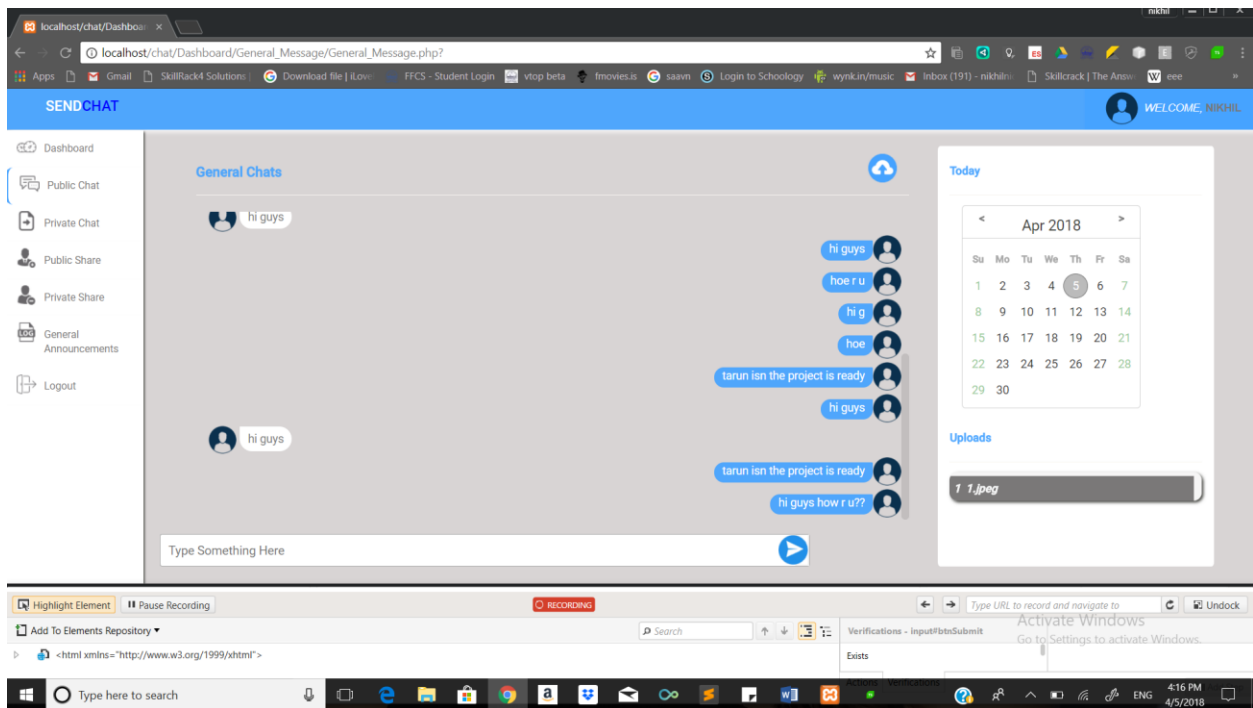 nikhil
localhost/chat/Dashboar
localhost/chat/Dashboard/General_Message/General_Message.php?
Apps Gmail SkillRack4 Solutions Download file | iLove FFCS - Student Login vtop beta fmovies.is saavn Login to Schoology wynk.in/music Inbox (191) - nikhilni Skillcrack | The Answ eee »
SENDCHAT
WELCOME, NIKHIL
Dashboard
Public Chat
Private Chat
Public Share
Private Share
General
Announcements
Logout
General Chats
hi guys
hi guys
hoe r u
hi g
hoe
tarun isn the project is ready
hi guys
hi guys
tarun isn the project is ready
hi guys how r u??
Type Something Here
Today
< Apr 2018 >
Su Mo Tu We Th Fr Sa
1 2 3 4 5 6 7
8 9 10 11 12 13 14
15 16 17 18 19 20 21
22 23 24 25 26 27 28
29 30
Uploads
1 1.jpeg
Highlight Element Pause Recording RECORDING Type URL to record and navigate to Undock
Add To Elements Repository Search Verifications - input#btnSubmit
<html xmlns="http://www.w3.org/1999/xhtml"> Exists
Activate Windows
Go to Settings to activate Windows.
Actions Verifications
Type here to search
ENG
4:16 PM
4/5/2018